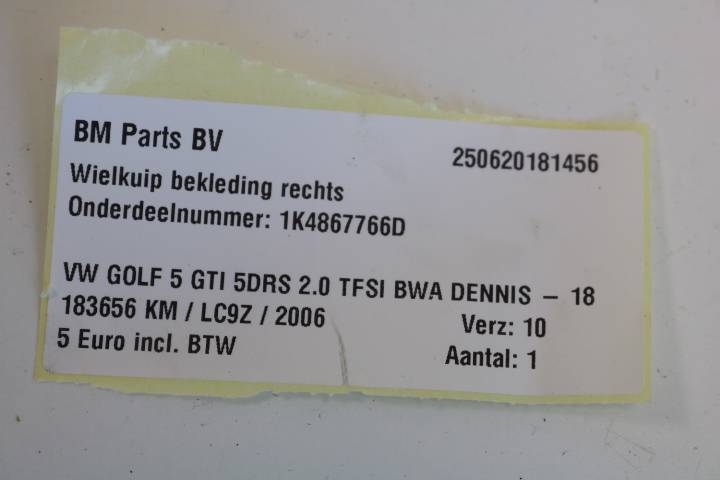 BM Parts BV 250620181456
Wielkuip bekleding rechts
Onderdeelnummer: 1K4867766D
VW GOLF 5 GTI 5DRS 2.0 TFSI BWA DENNIS – 18
183656 KM / LC9Z / 2006 Verz: 10
5 Euro incl. BTW Aantal: 1